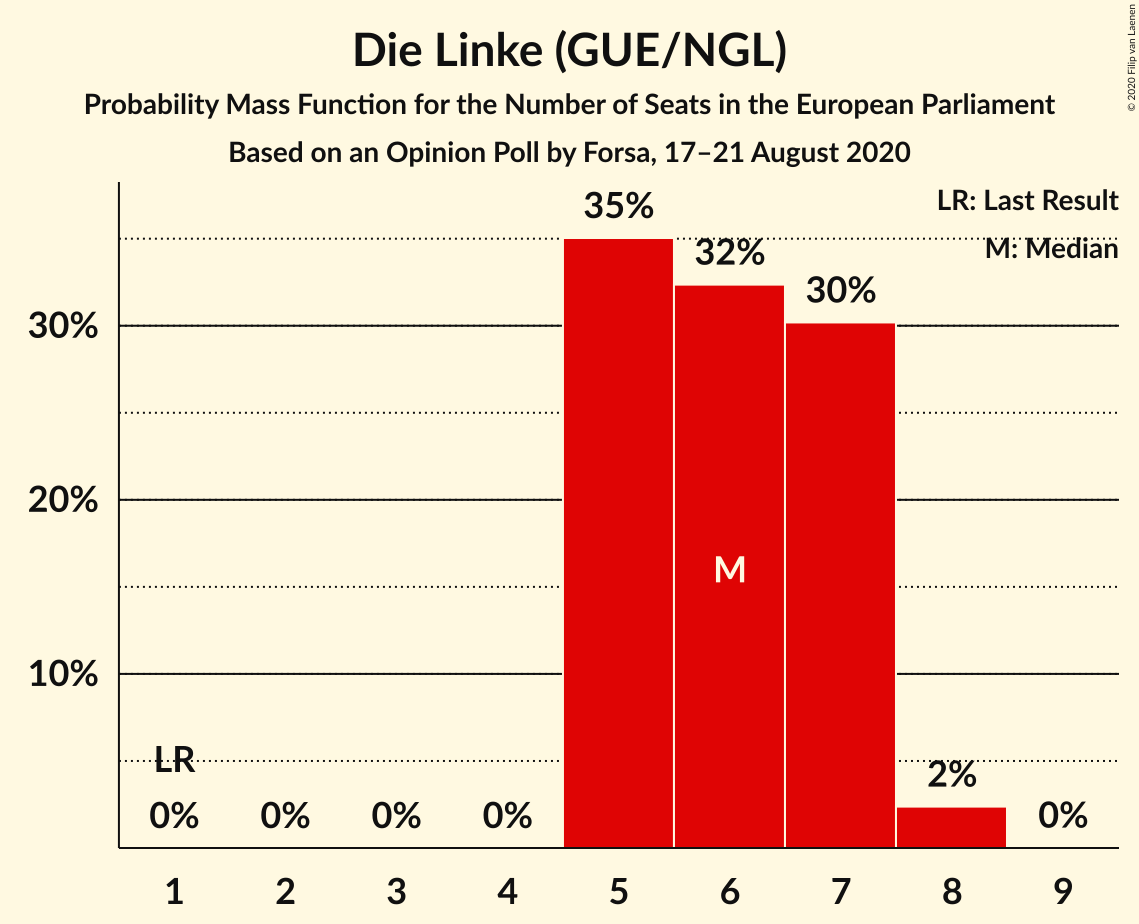 Die Linke (GUE/NGL)
Probability Mass Function for the Number of Seats in the European Parliament
Based on an Opinion Poll by Forsa, 17–21 August 2020
© 2020 Filip van Laenen
LR: Last Result
M: Median
35%
32%
30%
30%
20%
M
10%
LR
2%
0%
0%
0%
0%
0%
1
2
3
4
5
6
7
8
9